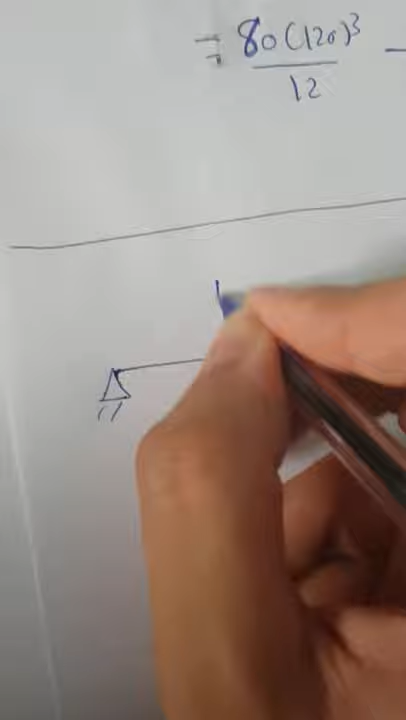 = 80(120)³ -
12